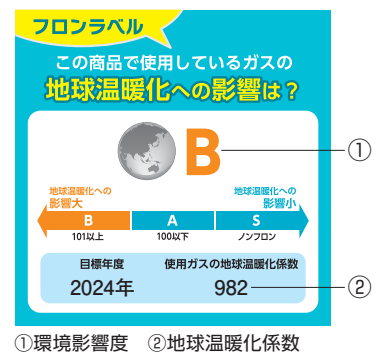 フロンラベル
この商品で使用しているガスの
地球温暖化への影響は？
B
①
地球温暖化への
影響大
地球温暖化への
影響小
B A S
101以上 100以下 ノンフロン
目標年度 使用ガスの地球温暖化係数
2024年 982
②
①環境影響度 ②地球温暖化係数